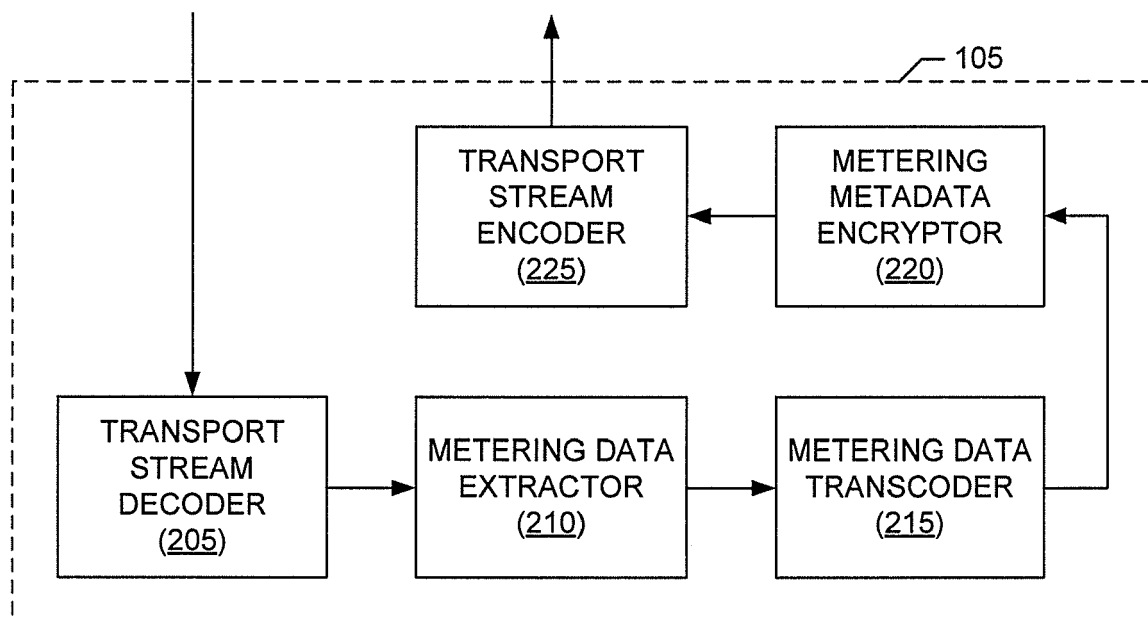 105
TRANSPORT
STREAM
ENCODER
(225)
METERING
METADATA
ENCRYPTOR
(220)
TRANSPORT
STREAM
DECODER
(205)
METERING DATA
EXTRACTOR
(210)
METERING DATA
TRANSCODER
(215)